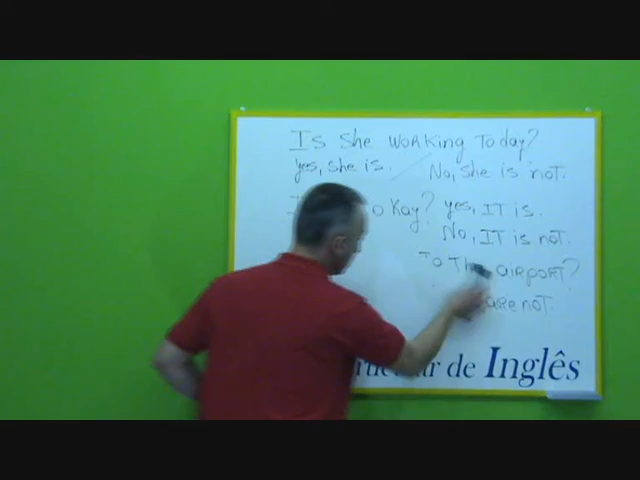 Is She WORKing Today?
yes, she is. / No, She is not.
o Kay? yes, IT is.
No, IT is not.
To The aiRPORT?
are not.
de Inglês